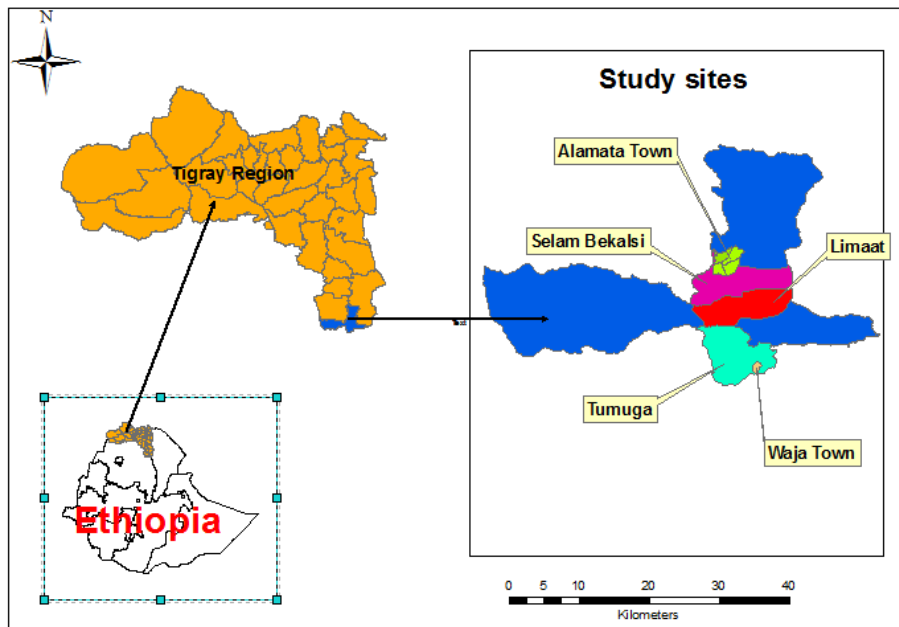 N
Study sites
Alamata Town
Tigray Region
Selam Bekalsi
Limaat
Tumuga
Waja Town
Ethiopia
0 5 10 20 30 40
Kilometers